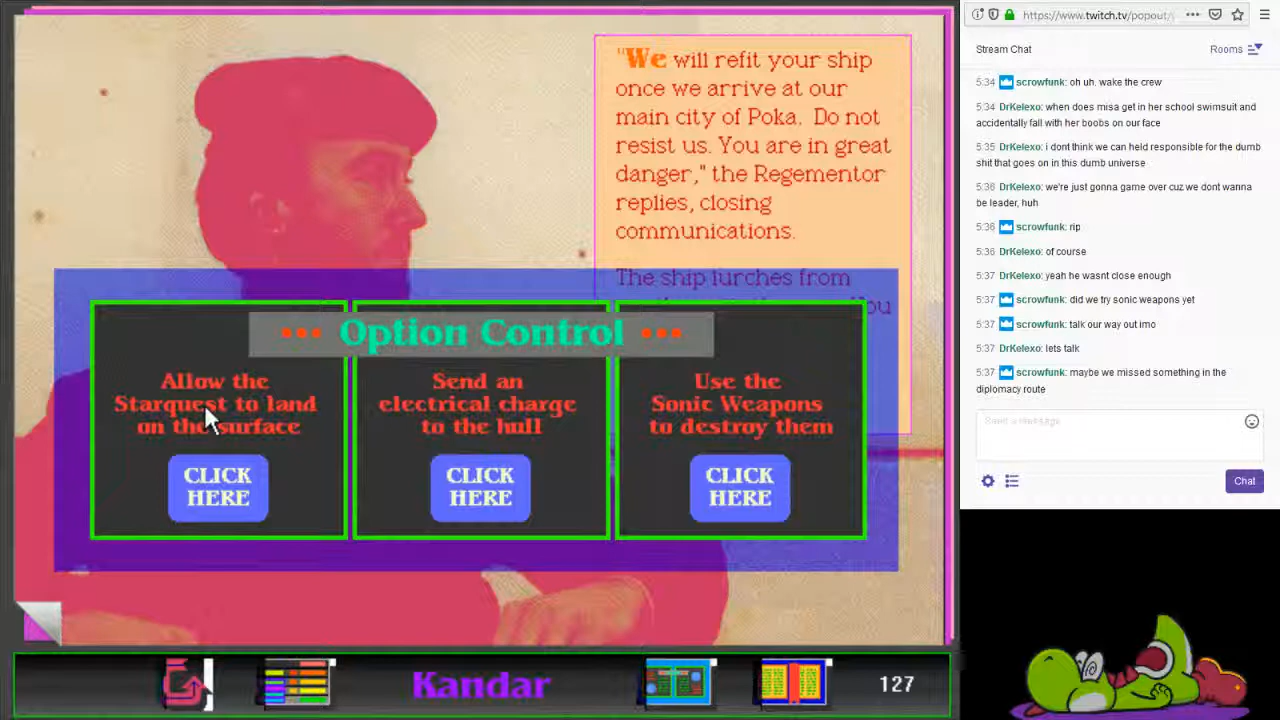 "We will refit your ship
once we arrive at our
main city of Poka. Do not
resist us. You are in great
danger," the Regementor
replies, closing
communications.
The ship lurches from
You
••• Option Control •••
Allow the
Starquest to land
on the surface
CLICK
HERE
Send an
electrical charge
to the hull
CLICK
HERE
Use the
Sonic Weapons
to destroy them
CLICK
HERE
Kandar
127
https://www.twitch.tv/popout/
Stream Chat
Rooms
5:34 scrowfunk: oh uh. wake the crew
5:34 DrKelexo: when does misa get in her school swimsuit and
accidentally fall with her boobs on our face
5:35 DrKelexo: i dont think we can held responsible for the dumb
shit that goes on in this dumb universe
5:36 DrKelexo: we're just gonna game over cuz we dont wanna
be leader, huh
5:36 scrowfunk: rip
5:36 DrKelexo: of course
5:37 DrKelexo: yeah he wasnt close enough
5:37 scrowfunk: did we try sonic weapons yet
5:37 scrowfunk: talk our way out imo
5:37 DrKelexo: lets talk
5:37 scrowfunk: maybe we missed something in the
diplomacy route
Send a message
Chat